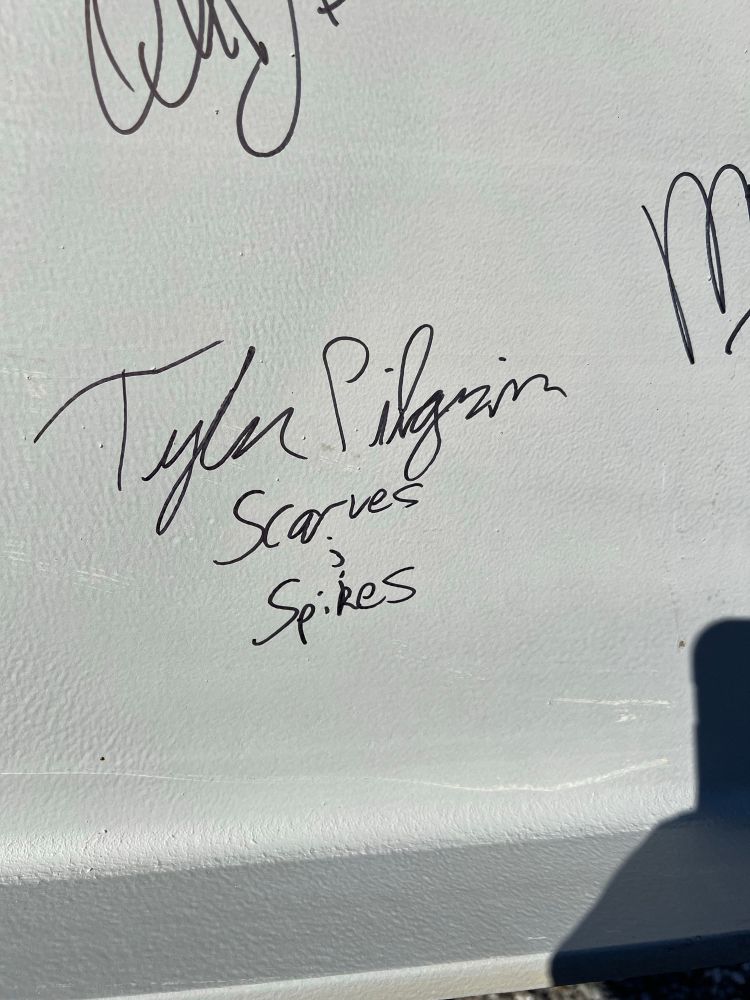 Tyler Pilgrim
Scarves
&
Spikes